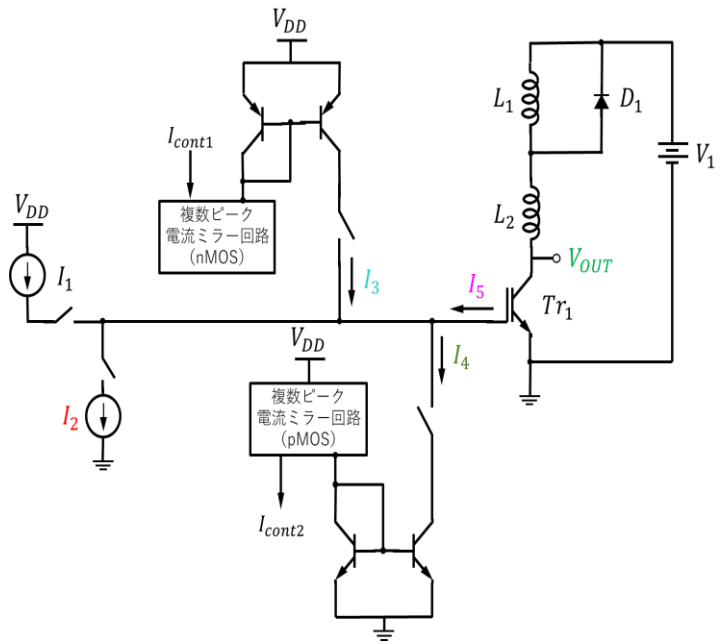 V_DD
I_cont1
複数ピーク
電流ミラー回路
(nMOS)
V_DD
I_1
I_2
I_3
I_4
I_5
V_DD
複数ピーク
電流ミラー回路
(pMOS)
I_cont2
L_1
D_1
V_1
L_2
V_OUT
Tr_1